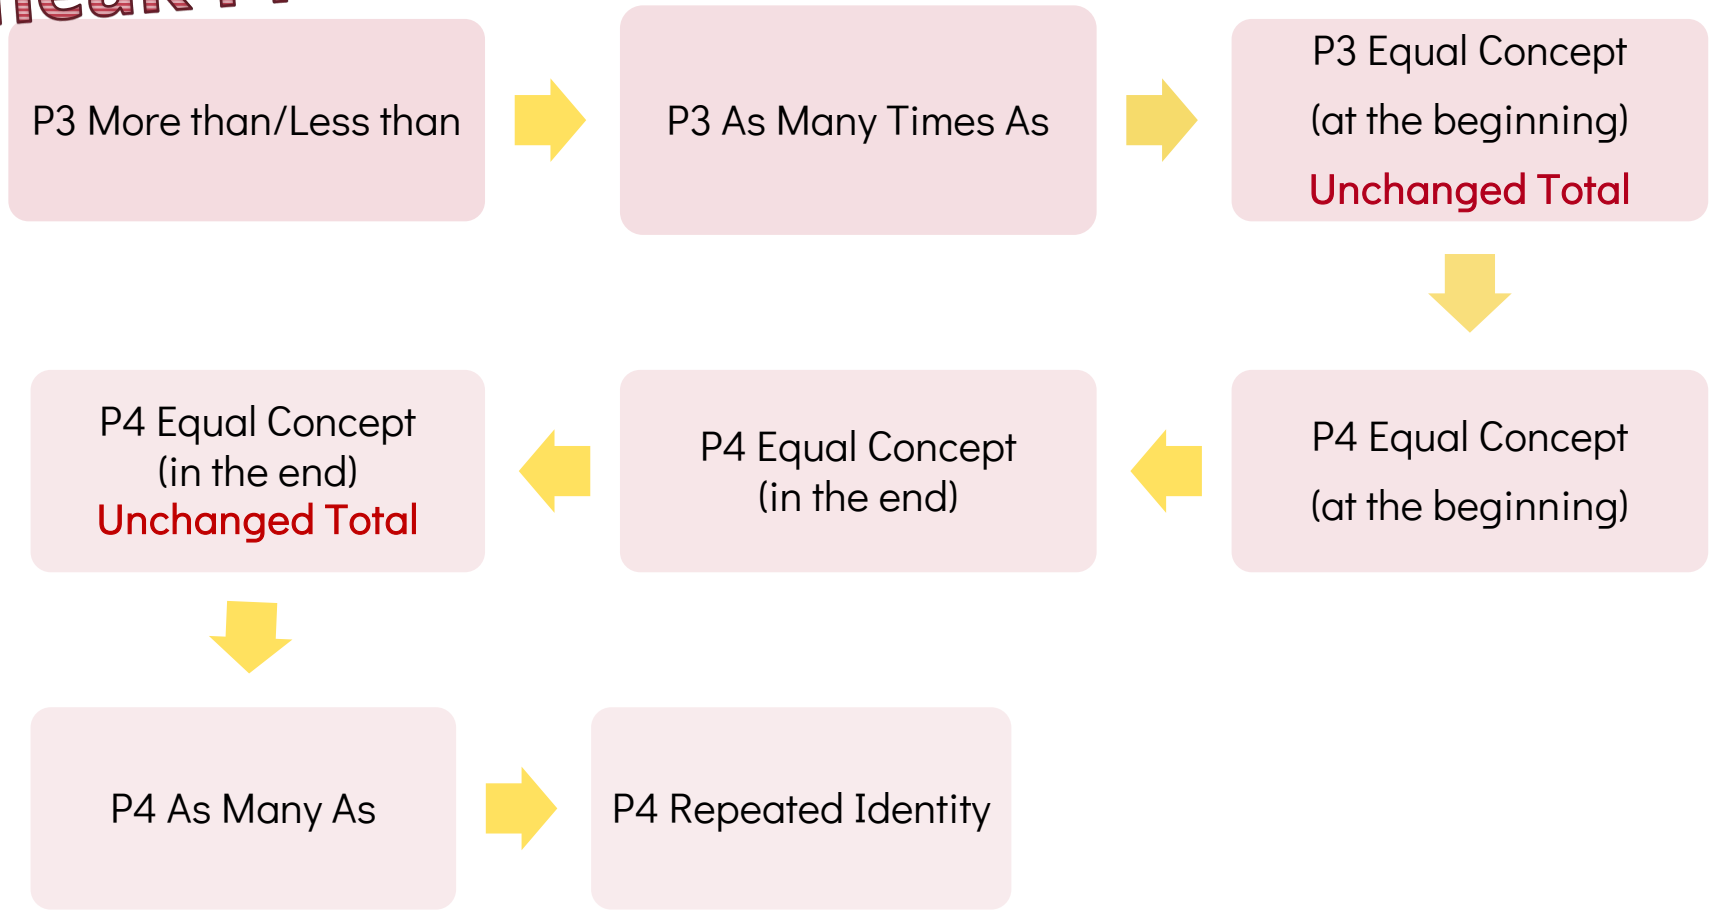 P3 More than/Less than
P3 As Many Times As
P3 Equal Concept
(at the beginning)
Unchanged Total
P4 Equal Concept
(at the beginning)
P4 Equal Concept
(in the end)
P4 Equal Concept
(in the end)
Unchanged Total
P4 As Many As
P4 Repeated Identity